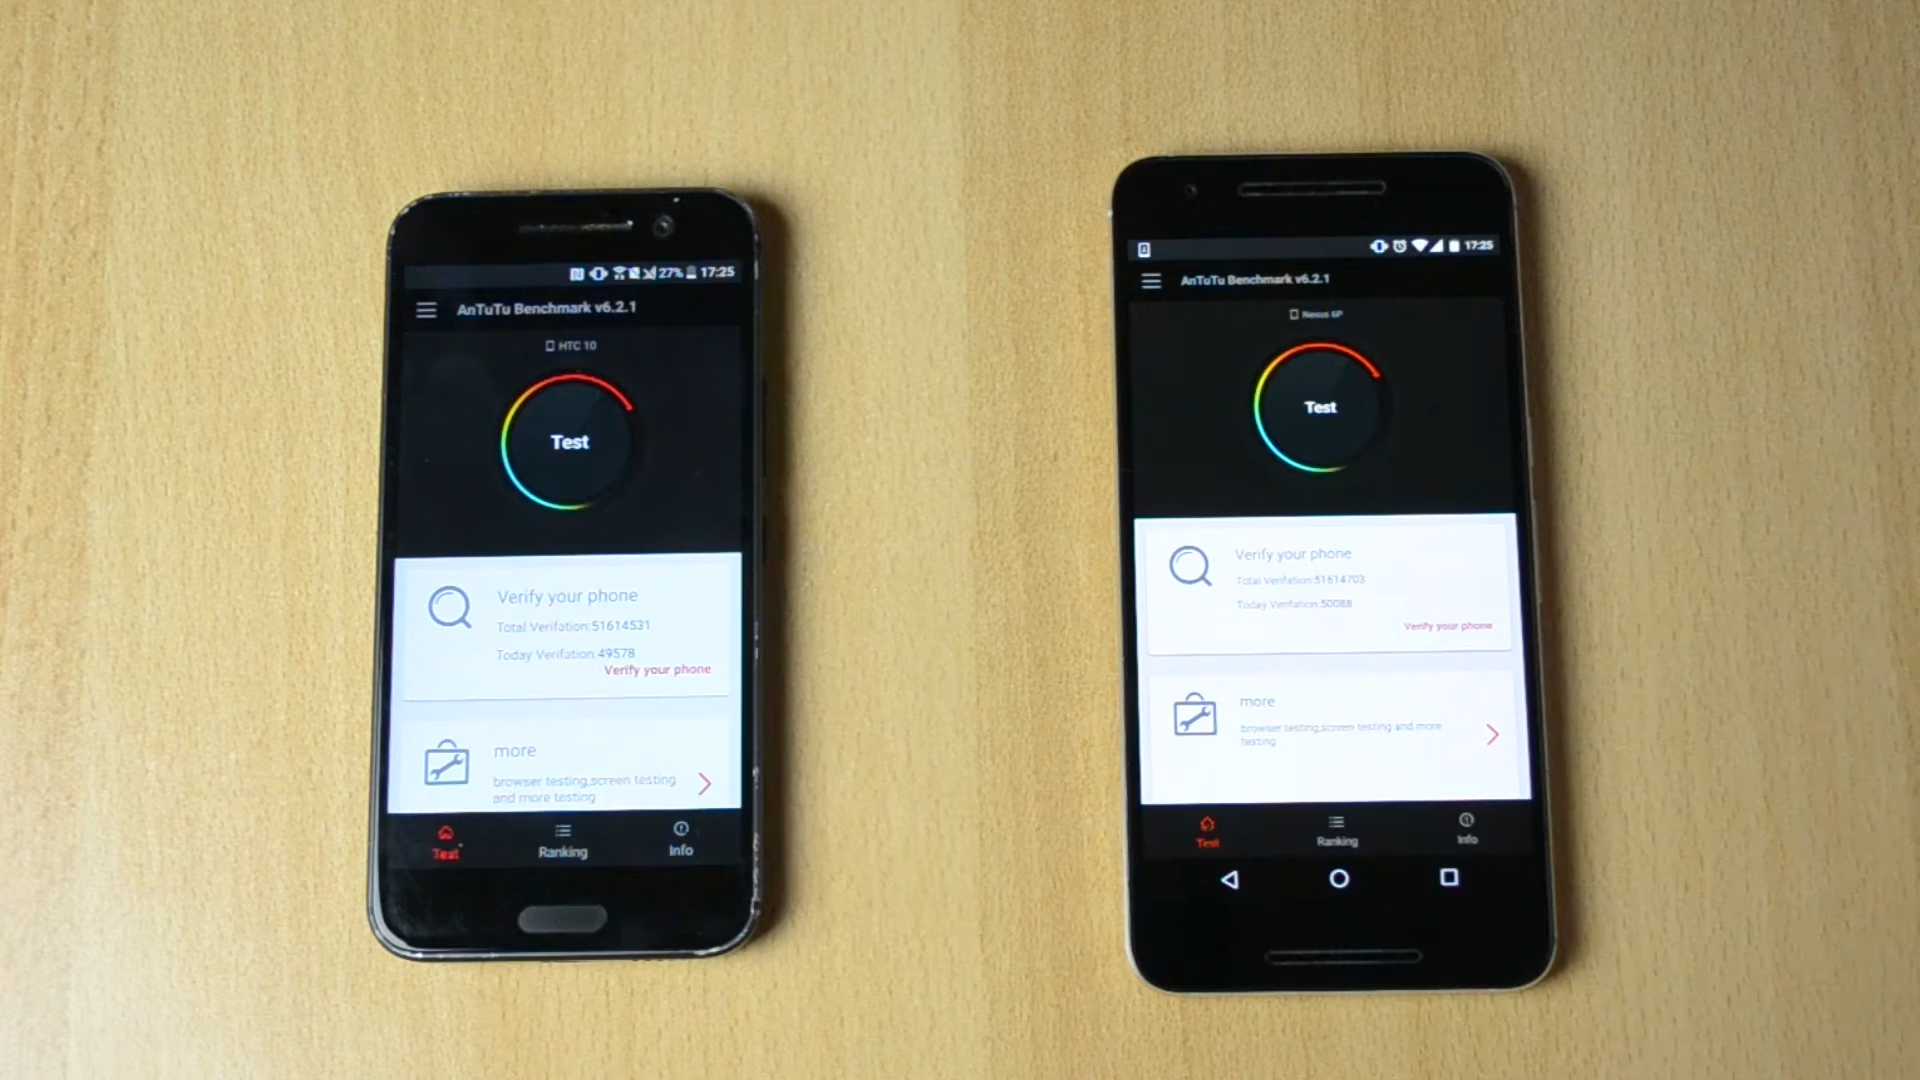 27% 17:25
AnTuTu Benchmark v6.2.1
HTC 10
Test
Verify your phone
Total Verifation:51614531
Today Verifation:49578
Verify your phone
more
browser testing,screen testing
and more testing
Test
Ranking
Info
17:25
AnTuTu Benchmark v6.2.1
Nexus 6P
Test
Verify your phone
Total Verifation:51614703
Today Verifation:50088
Verify your phone
more
browser testing,screen testing and more
testing
Test
Ranking
Info